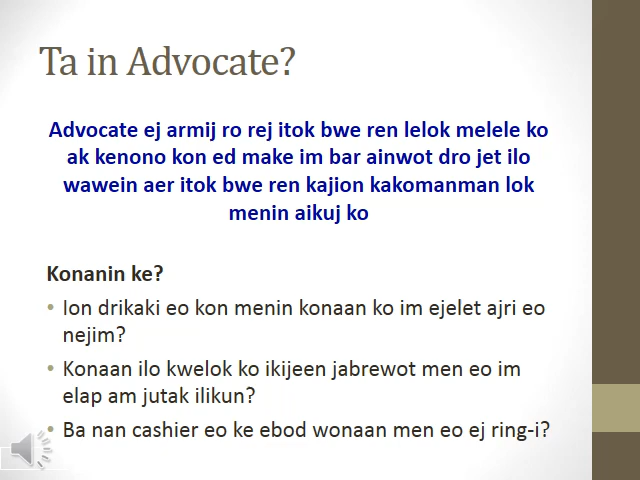 Ta in Advocate?
Advocate ej armij ro rej itok bwe ren lelok melele ko
ak kenono kon ed make im bar ainwot dro jet ilo
wawein aer itok bwe ren kajion kakomanman lok
menin aikuj ko
Konanin ke?
• Ion drikaki eo kon menin konaan ko im ejelet ajri eo
nejim?
• Konaan ilo kwelok ko ikijeen jabrewot men eo im
elap am jutak ilikun?
• Ba nan cashier eo ke ebod wonaan men eo ej ring-i?